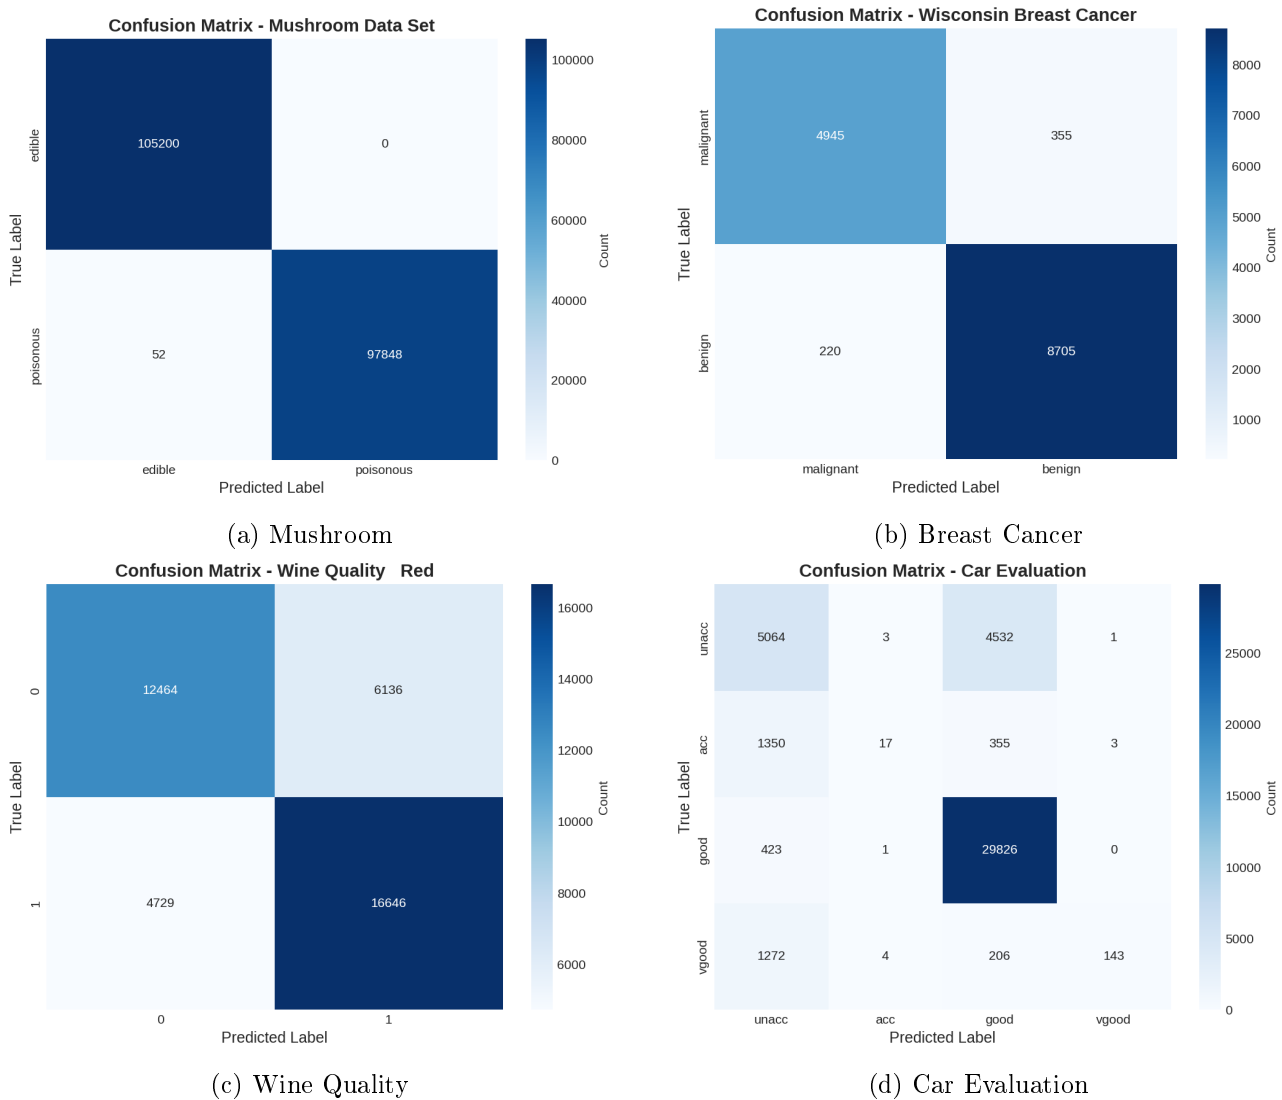 Confusion Matrix - Mushroom Data Set
edible
poisonous
True Label
105200 0
52 97848
edible poisonous
Predicted Label
100000
80000
60000
40000
20000
0
Count
(a) Mushroom
Confusion Matrix - Wisconsin Breast Cancer
malignant
benign
True Label
4945 355
220 8705
malignant benign
Predicted Label
8000
7000
6000
5000
4000
3000
2000
1000
Count
(b) Breast Cancer
Confusion Matrix - Wine Quality   Red
0
1
True Label
12464 6136
4729 16646
0 1
Predicted Label
16000
14000
12000
10000
8000
6000
Count
(c) Wine Quality
Confusion Matrix - Car Evaluation
unacc
acc
good
vgood
True Label
5064 3 4532 1
1350 17 355 3
423 1 29826 0
1272 4 206 143
unacc acc good vgood
Predicted Label
25000
20000
15000
10000
5000
0
Count
(d) Car Evaluation